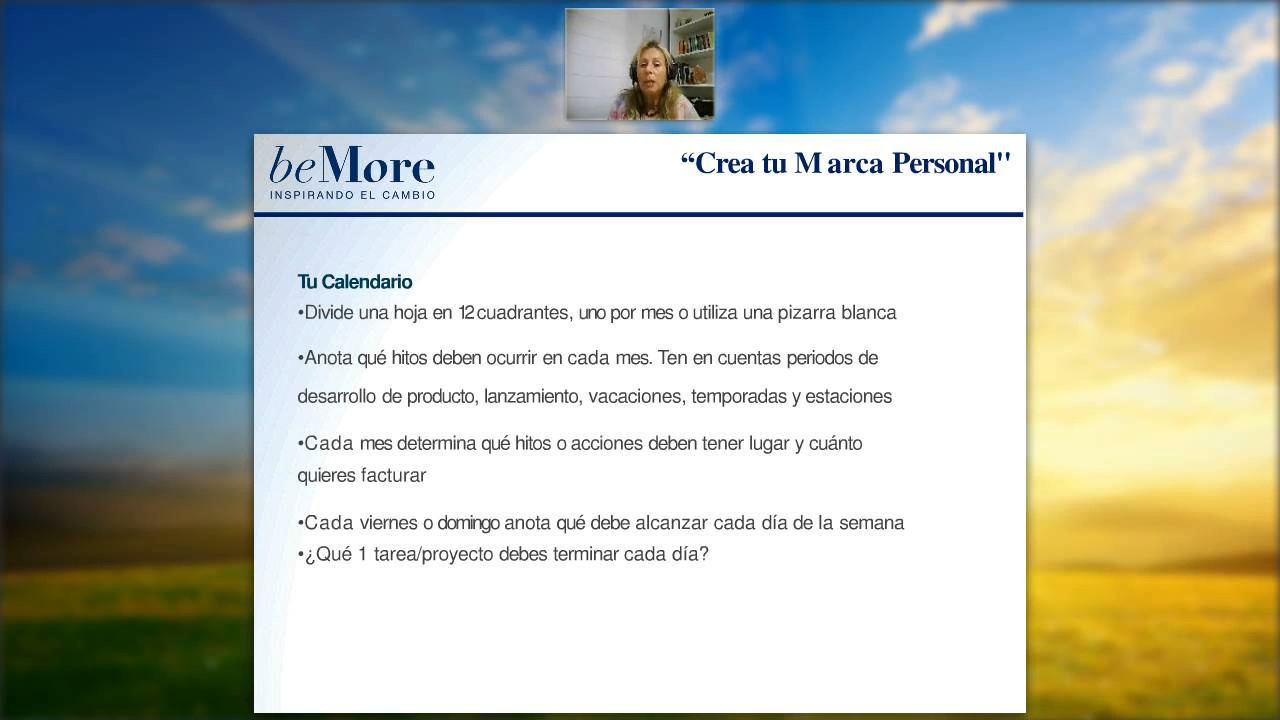 beMore
INSPIRANDO EL CAMBIO
“Crea tu Marca Personal"
Tu Calendario
•Divide una hoja en 12 cuadrantes, uno por mes o utiliza una pizarra blanca
•Anota qué hitos deben ocurrir en cada mes. Ten en cuentas periodos de
desarrollo de producto, lanzamiento, vacaciones, temporadas y estaciones
•Cada mes determina qué hitos o acciones deben tener lugar y cuánto
quieres facturar
•Cada viernes o domingo anota qué debe alcanzar cada día de la semana
•¿Qué 1 tarea/proyecto debes terminar cada día?